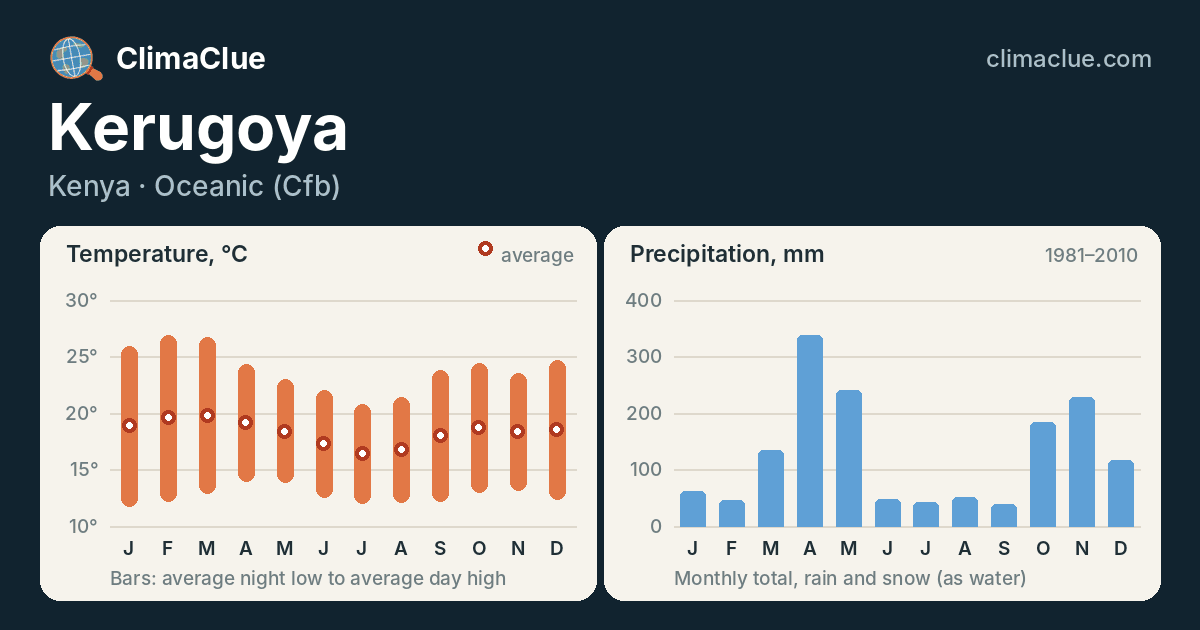 ClimaClue
climaclue.com
Kerugoya
Kenya · Oceanic (Cfb)
Temperature, °C
average
30°
25°
20°
15°
10°
J F M A M J J A S O N D
Bars: average night low to average day high
Precipitation, mm
1981–2010
400
300
200
100
0
J F M A M J J A S O N D
Monthly total, rain and snow (as water)